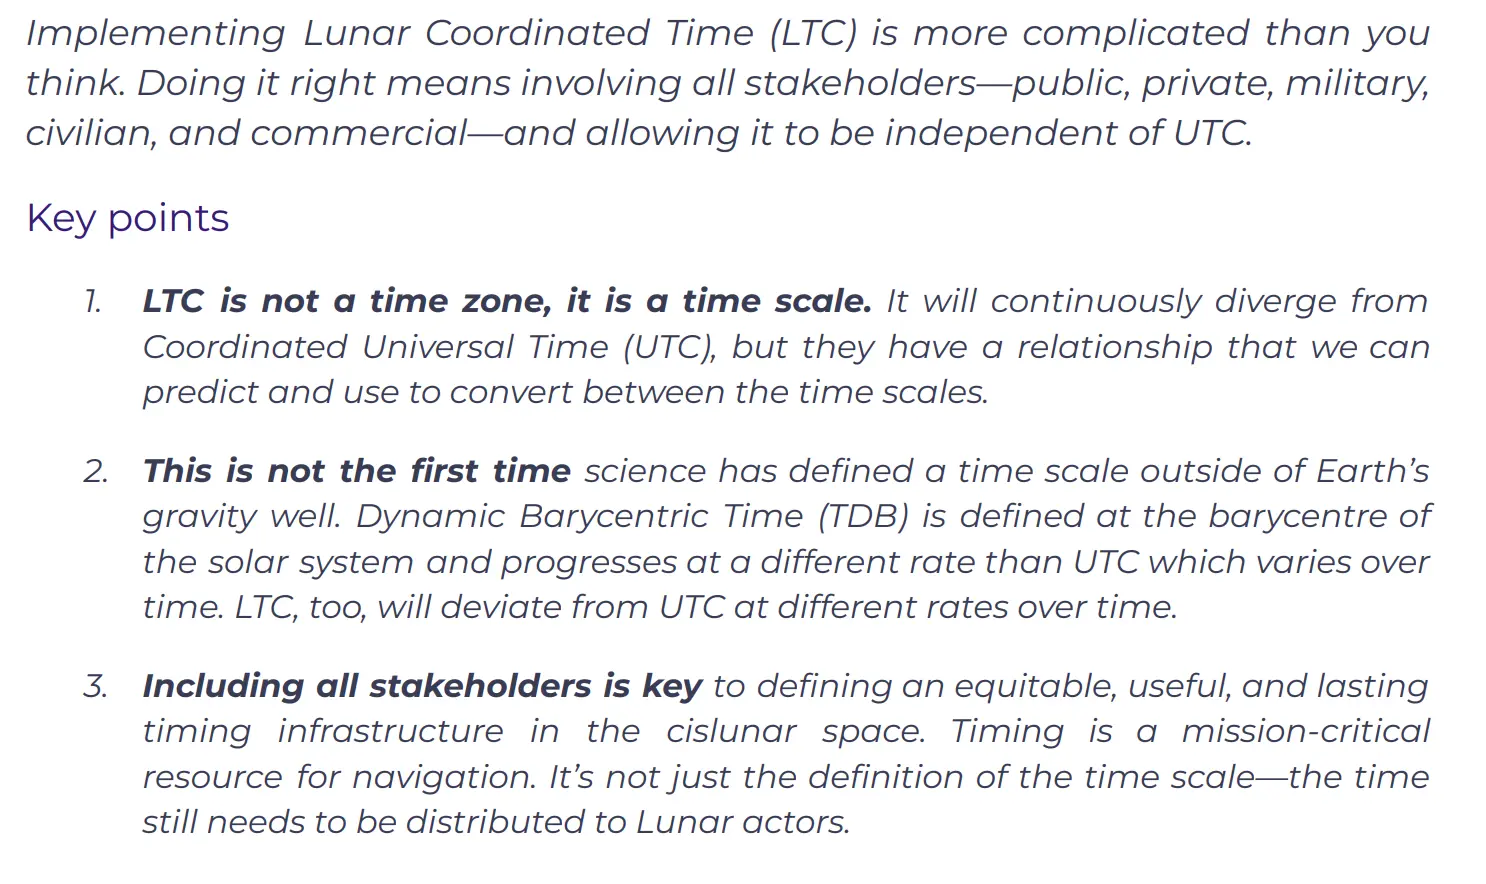 Implementing Lunar Coordinated Time (LTC) is more complicated than you
think. Doing it right means involving all stakeholders—public, private, military,
civilian, and commercial—and allowing it to be independent of UTC.
Key points
1. LTC is not a time zone, it is a time scale. It will continuously diverge from
Coordinated Universal Time (UTC), but they have a relationship that we can
predict and use to convert between the time scales.
2. This is not the first time science has defined a time scale outside of Earth’s
gravity well. Dynamic Barycentric Time (TDB) is defined at the barycentre of
the solar system and progresses at a different rate than UTC which varies over
time. LTC, too, will deviate from UTC at different rates over time.
3. Including all stakeholders is key to defining an equitable, useful, and lasting
timing infrastructure in the cislunar space. Timing is a mission-critical
resource for navigation. It’s not just the definition of the time scale—the time
still needs to be distributed to Lunar actors.